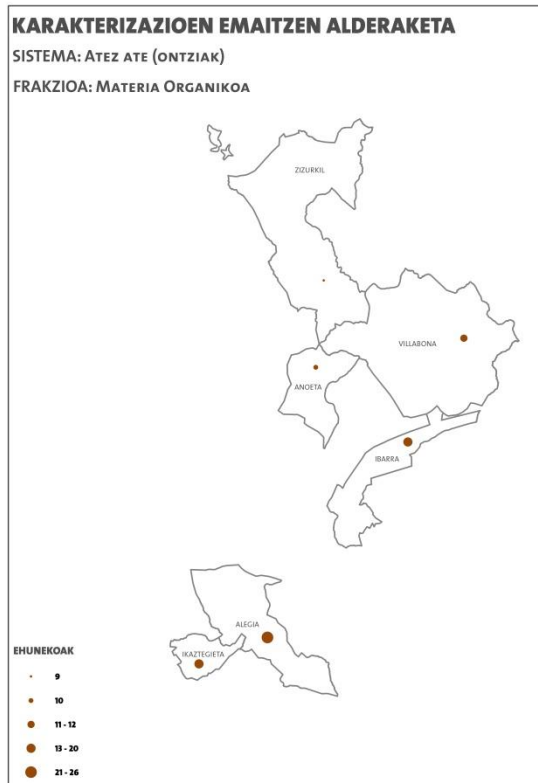 KARAKTERIZAZIOEN EMAITZEN ALDERAKETA
SISTEMA: ATEZ ATE (ONTZIAK)
FRAKZIOA: MATERIA ORGANIKOA
ZIZURKIL
VILLABONA
ANOETA
IBARRA
ALEGIA
IKAZTEGIETA
EHUNEKOAK
9
10
11 - 12
13 - 20
21 - 26